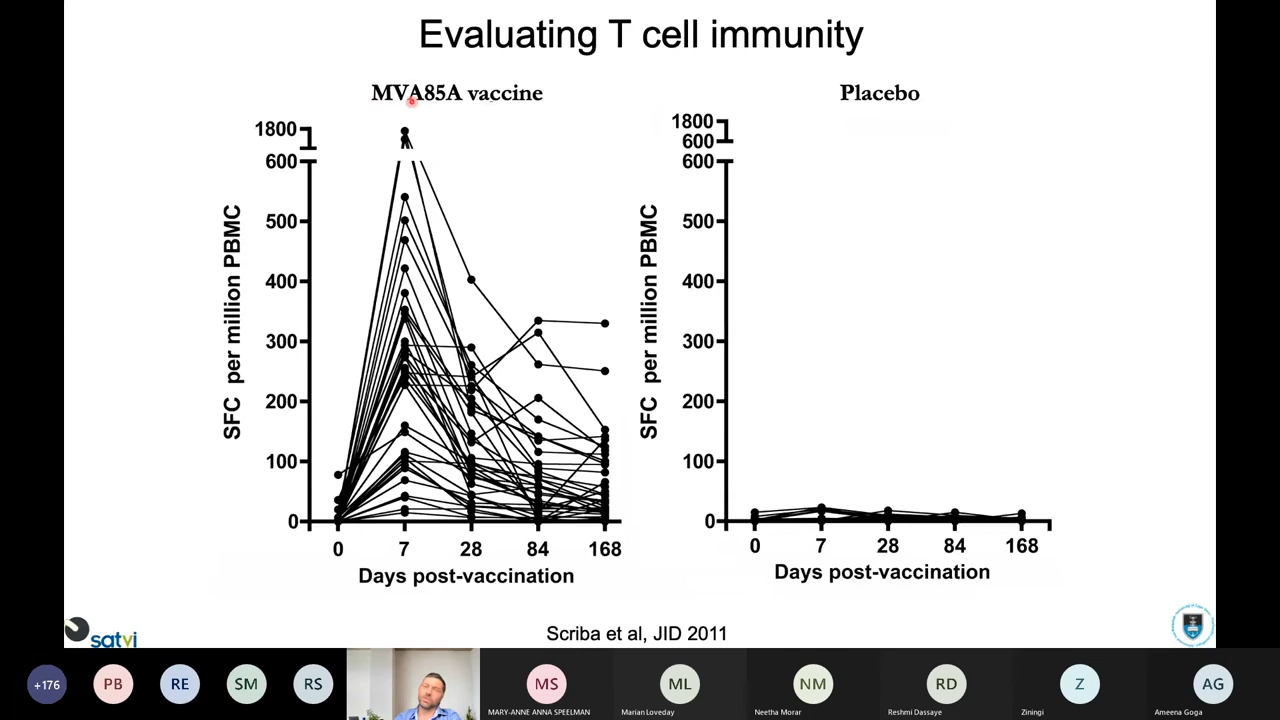 Evaluating T cell immunity
MVA85A vaccine
1800
600
500
400
300
200
100
0
SFC per million PBMC
0 7 28 84 168
Days post-vaccination
Placebo
1800
600
600
500
400
300
200
100
0
SFC per million PBMC
0 7 28 84 168
Days post-vaccination
Scriba et al, JID 2011
satvi
+176
PB
RE
SM
RS
MS
MARY-ANNE ANNA SPEELMAN
ML
Marian Loveday
NM
Neetha Morar
RD
Reshmi Dassaye
Z
Ziningi
AG
Ameena Goga